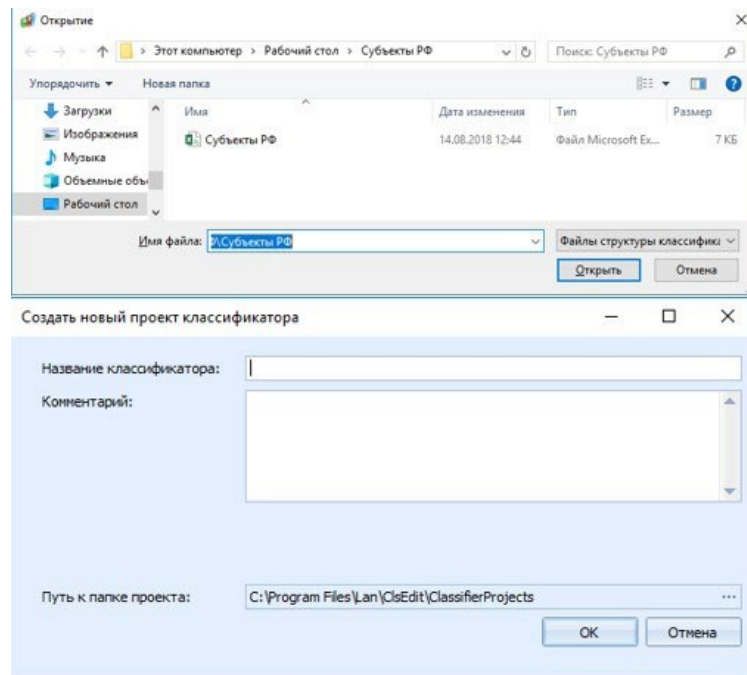 Открытие
Этот компьютер › Рабочий стол › Субъекты РФ
Поиск: Субъекты РФ
Упорядочить
Новая папка
Загрузки
Изображения
Музыка
Объемные объ
Рабочий стол
Имя
Дата изменения
Тип
Размер
Субъекты РФ
14.08.2018 12:44
Файл Microsoft Ex...
7 КБ
Имя файла:
\Субъекты РФ
Файлы структуры классифик
Открыть
Отмена
Создать новый проект классификатора
Название классификатора:
Комментарий:
Путь к папке проекта:
C:\Program Files\Lan\ClsEdit\ClassifierProjects
...
OK
Отмена